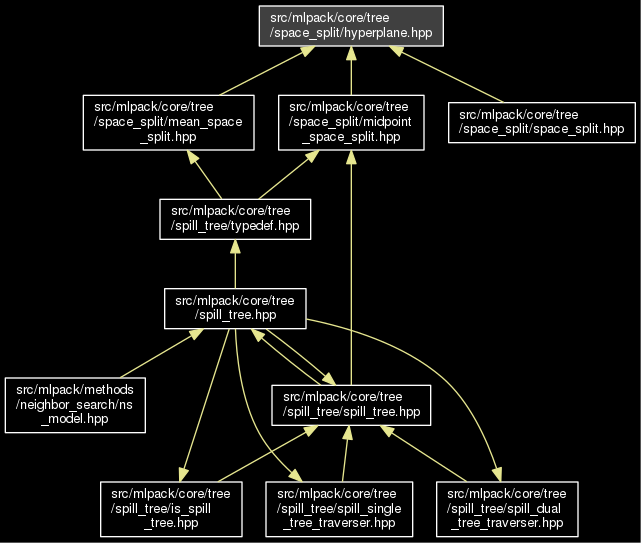 src/mlpack/core/tree
/space_split/hyperplane.hpp
src/mlpack/core/tree
/space_split/mean_space
_split.hpp
src/mlpack/core/tree
/space_split/midpoint
_space_split.hpp
src/mlpack/core/tree
/space_split/space_split.hpp
src/mlpack/core/tree
/spill_tree/typedef.hpp
src/mlpack/core/tree
/spill_tree.hpp
src/mlpack/methods
/neighbor_search/ns
_model.hpp
src/mlpack/core/tree
/spill_tree/spill_tree.hpp
src/mlpack/core/tree
/spill_tree/is_spill
_tree.hpp
src/mlpack/core/tree
/spill_tree/spill_single
_tree_traverser.hpp
src/mlpack/core/tree
/spill_tree/spill_dual
_tree_traverser.hpp